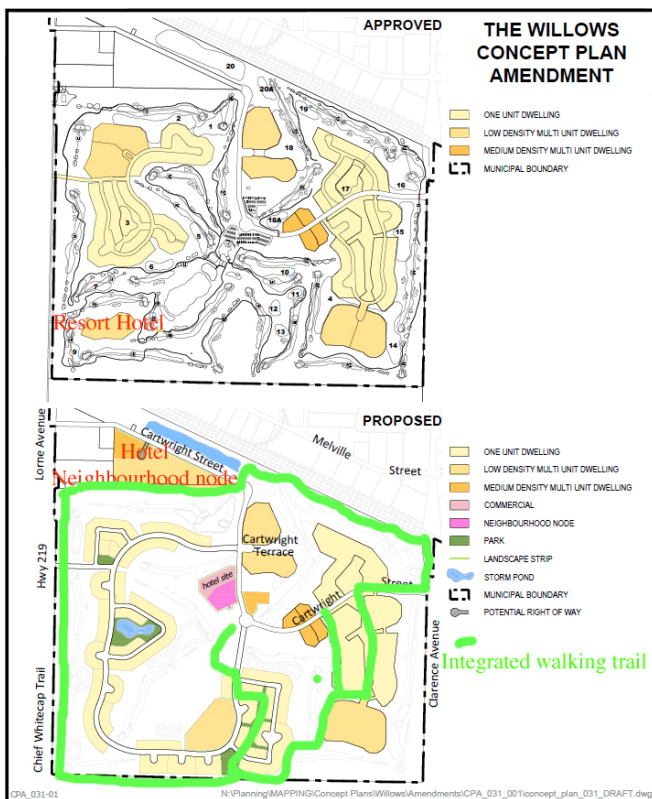 APPROVED
THE WILLOWS
CONCEPT PLAN
AMENDMENT
ONE UNIT DWELLING
LOW DENSITY MULTI UNIT DWELLING
MEDIUM DENSITY MULTI UNIT DWELLING
MUNICIPAL BOUNDARY
20
20A
19
2
1
18
17
16
18A
3
5
15
6
10
7
11
4
12
13
9
14
Resort Hotel
PROPOSED
Lorne Avenue
Cartwright Street
Melville
Street
Hotel
Neighbourhood node
ONE UNIT DWELLING
LOW DENSITY MULTI UNIT DWELLING
MEDIUM DENSITY MULTI UNIT DWELLING
COMMERCIAL
NEIGHBOURHOOD NODE
PARK
LANDSCAPE STRIP
STORM POND
MUNICIPAL BOUNDARY
POTENTIAL RIGHT OF WAY
Integrated walking trail
Cartwright
Terrace
Hwy 219
hotel site
Cartwright
Street
Clarence Avenue
Chief Whitecap Trail
CPA_031-01
N:\Planning\MAPPING\Concept Plans\Willows\Amendments\CPA_031_001\concept_plan_031_DRAFT.dwg